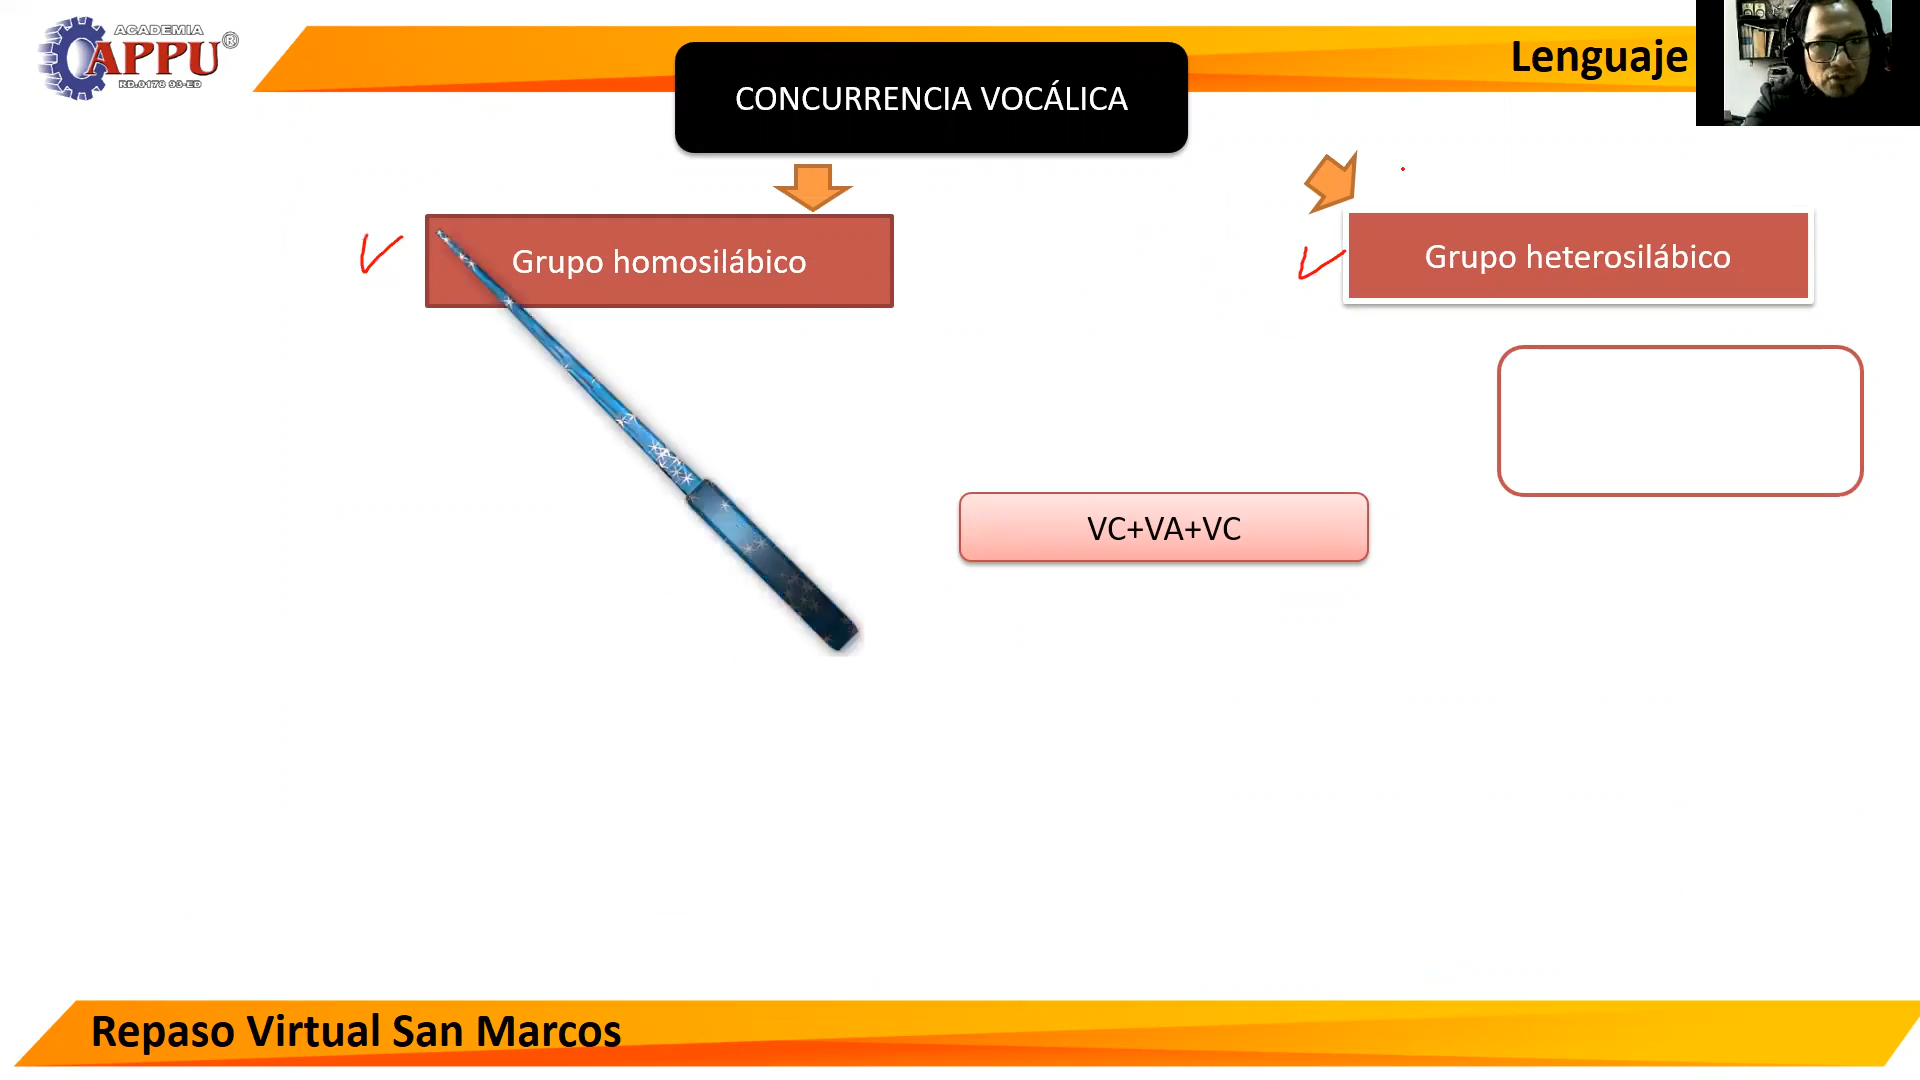 ACADEMIA
APPU®
RD.0178 93-ED
Lenguaje
CONCURRENCIA VOCÁLICA
Grupo homosilábico
Grupo heterosilábico
VC+VA+VC
Repaso Virtual San Marcos